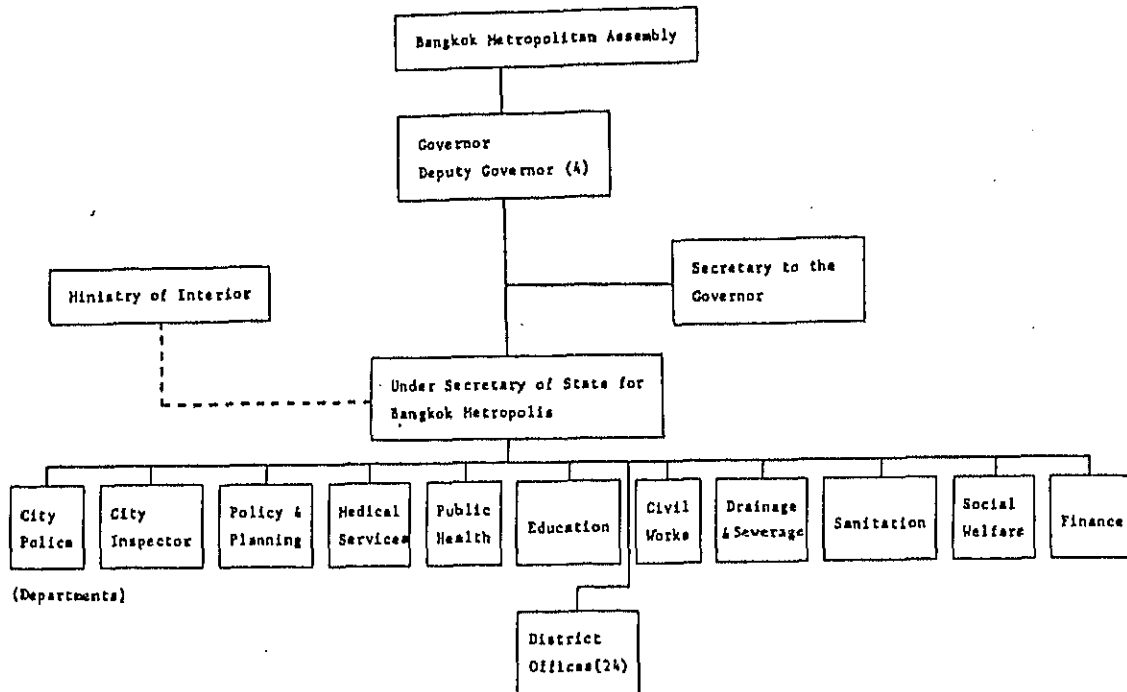 Bangkok Metropolitan Assembly
Governor
Deputy Governor (4)
Secretary to the
Governor
Ministry of Interior
Under Secretary of State for
Bangkok Metropolis
City
Police
City
Inspector
Policy &
Planning
Medical
Services
Public
Health
Education
Civil
Works
Drainage
& Sewerage
Sanitation
Social
Welfare
Finance
(Departments)
District
Offices(24)